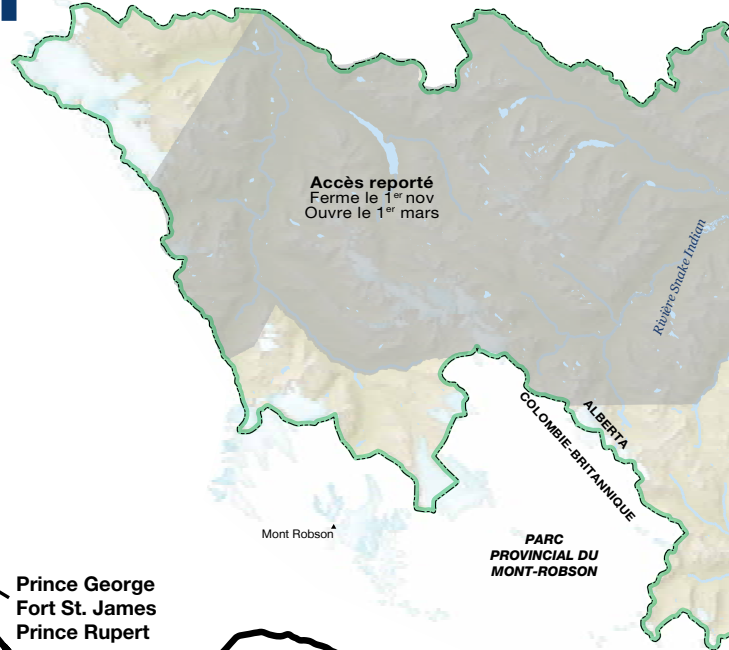 Accès reporté
Ferme le 1er nov
Ouvre le 1er mars
Rivière Snake Indian
ALBERTA
COLOMBIE-BRITANNIQUE
Mont Robson
PARC
PROVINCIAL DU
MONT-ROBSON
Prince George
Fort St. James
Prince Rupert